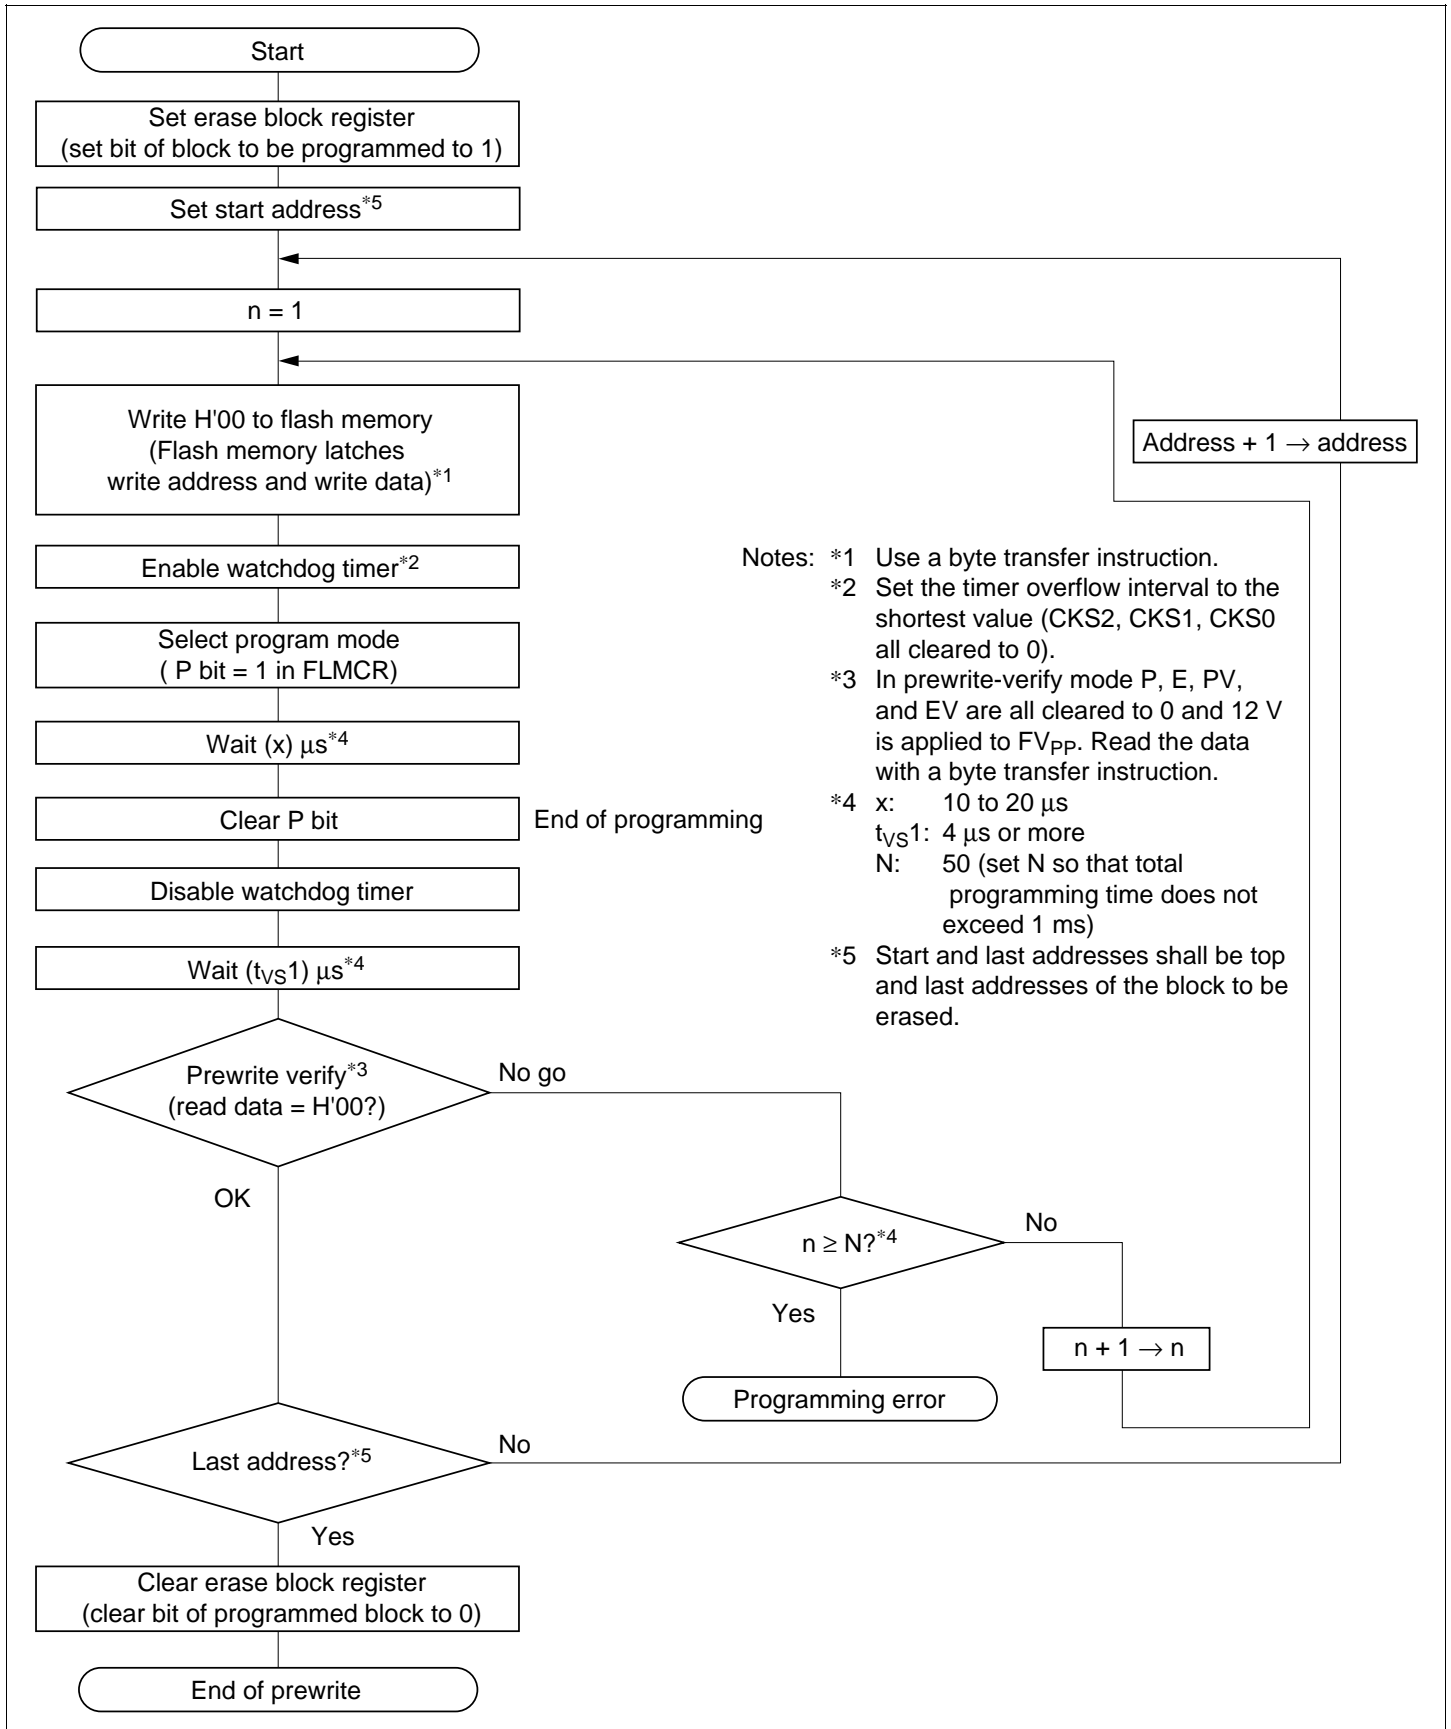 Start
Set erase block register
(set bit of block to be programmed to 1)
Set start address*5
n = 1
Write H'00 to flash memory
(Flash memory latches
write address and write data)*1
Address + 1 → address
Enable watchdog timer*2
Select program mode
( P bit = 1 in FLMCR)
Wait (x) μs*4
Clear P bit
End of programming
Disable watchdog timer
Wait (tVS1) μs*4
Notes: *1 Use a byte transfer instruction.
*2 Set the timer overflow interval to the
shortest value (CKS2, CKS1, CKS0
all cleared to 0).
*3 In prewrite-verify mode P, E, PV,
and EV are all cleared to 0 and 12 V
is applied to FVPP. Read the data
with a byte transfer instruction.
*4 x: 10 to 20 μs
tVS1: 4 μs or more
N: 50 (set N so that total
programming time does not
exceed 1 ms)
*5 Start and last addresses shall be top
and last addresses of the block to be
erased.
Prewrite verify*3
(read data = H'00?)
No go
OK
n ≥ N?*4
No
Yes
n + 1 → n
Programming error
Last address?*5
No
Yes
Clear erase block register
(clear bit of programmed block to 0)
End of prewrite